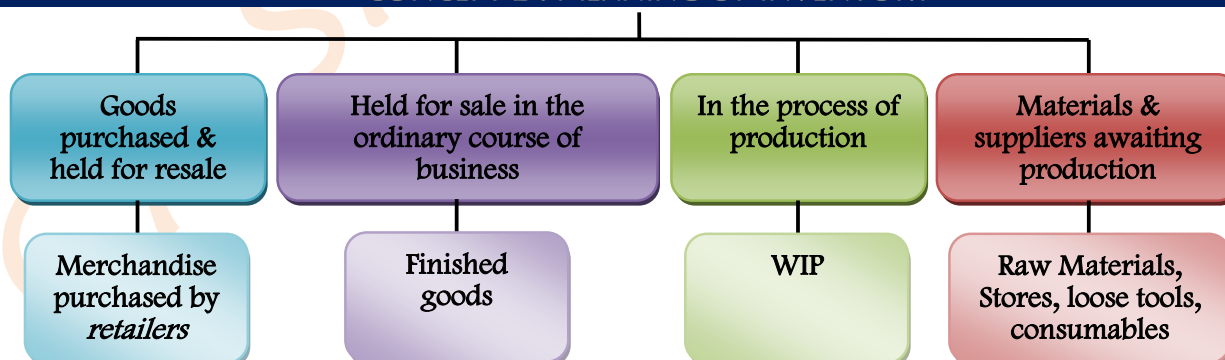 Goods
purchased &
held for resale
Held for sale in the
ordinary course of
business
In the process of
production
Materials &
suppliers awaiting
production
Merchandise
purchased by
retailers
Finished
goods
WIP
Raw Materials,
Stores, loose tools,
consumables